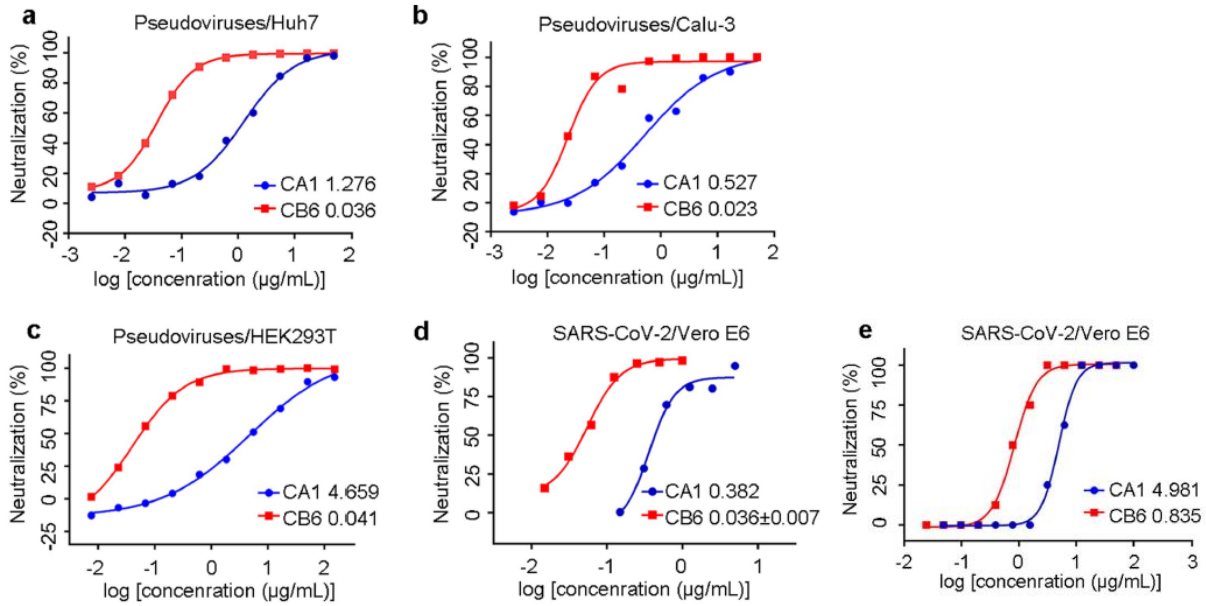 a
Pseudoviruses/Huh7
Neutralization (%)
100
80
60
40
20
0
-20
CA1 1.276
CB6 0.036
-3 -2 -1 0 1 2
log [concenration (µg/mL)]
b
Pseudoviruses/Calu-3
Neutralization (%)
100
80
60
40
20
0
-20
CA1 0.527
CB6 0.023
-3 -2 -1 0 1 2
log [concenration (µg/mL)]
c
Pseudoviruses/HEK293T
Neutralization (%)
100
75
50
25
0
-25
CA1 4.659
CB6 0.041
-2 -1 0 1 2
log [concenration (µg/mL)]
d
SARS-CoV-2/Vero E6
Neutralization (%)
100
75
50
25
0
CA1 0.382
CB6 0.036±0.007
-2 -1 0 1
log [concenration (µg/mL)]
e
SARS-CoV-2/Vero E6
Neutralization (%)
100
75
50
25
0
CA1 4.981
CB6 0.835
-2 -1 0 1 2 3
log [concenration (µg/mL)]